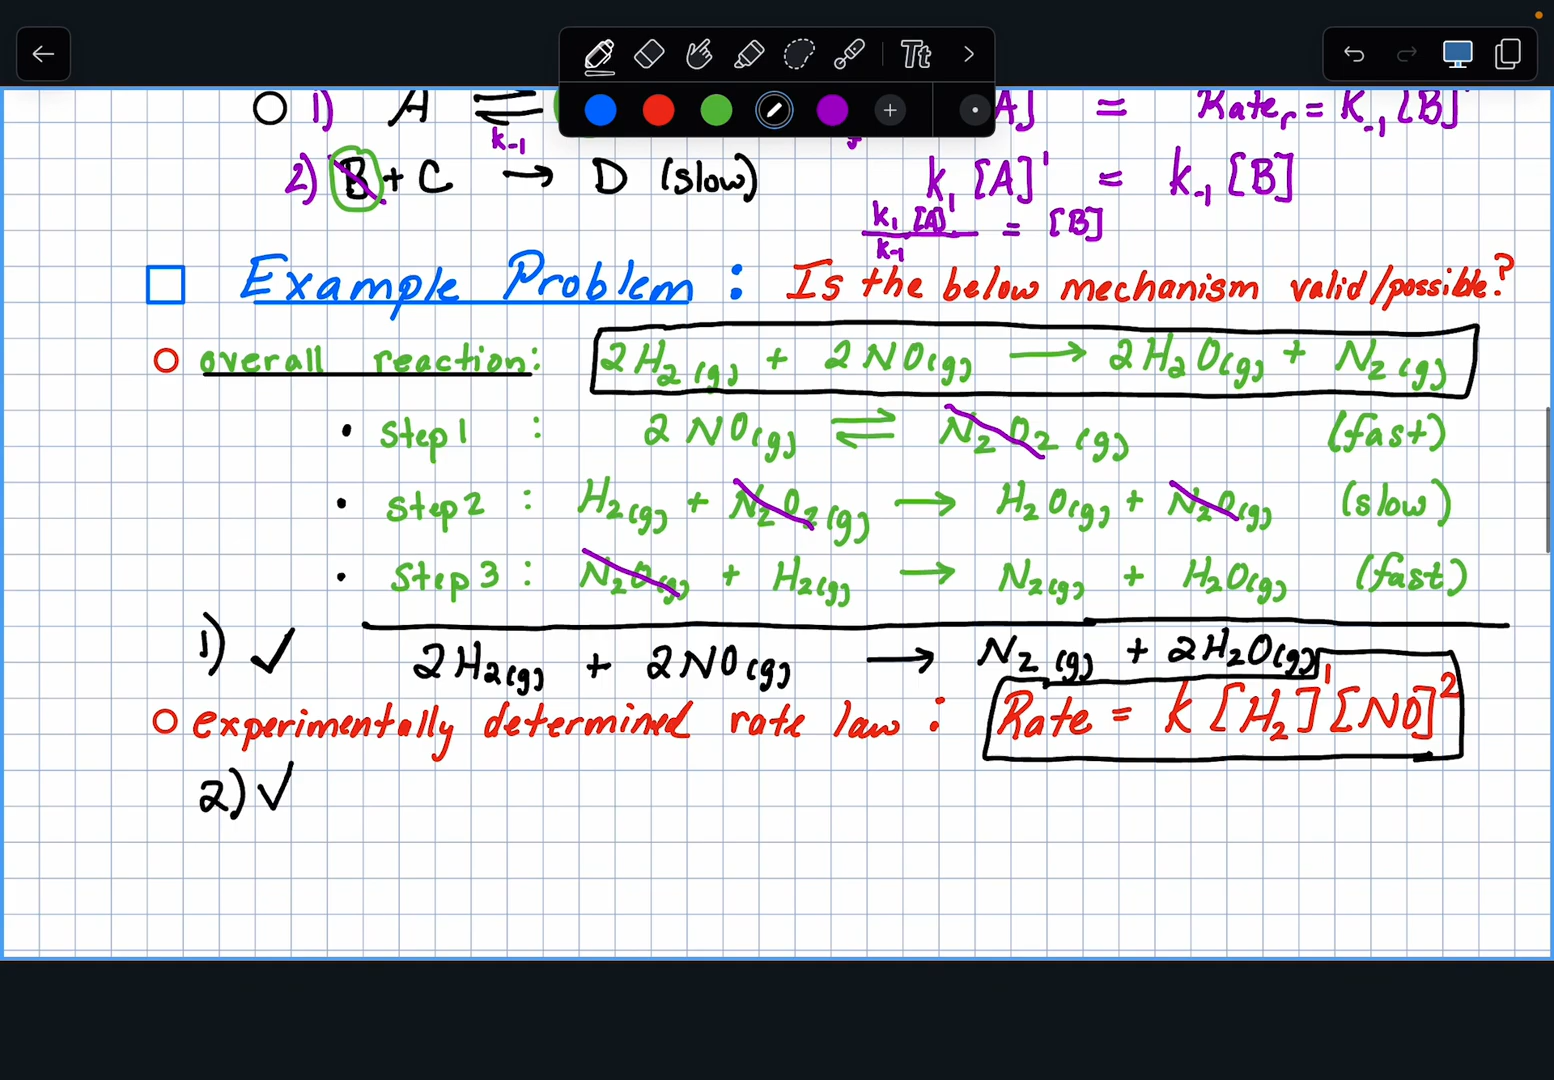 Tt
1) A ⇌ A] = Rateᵣ = K₋₁ [B]¹
k₋₁
2) B + C → D (slow) k₁ [A]¹ = k₋₁ [B]
k₁ [A]¹ / k₋₁ = [B]
Example Problem : Is the below mechanism valid/possible?
overall reaction: 2H₂(g) + 2NO(g) → 2H₂O(g) + N₂(g)
• Step 1 : 2NO(g) ⇌ N₂O₂(g) (fast)
• Step 2 : H₂(g) + N₂O₂(g) → H₂O(g) + N₂O(g) (slow)
• Step 3 : N₂O(g) + H₂(g) → N₂(g) + H₂O(g) (fast)
1) ✓ 2H₂(g) + 2NO(g) → N₂(g) + 2H₂O(g)
experimentally determined rate law : Rate = k[H₂]¹[NO]²
2) ✓